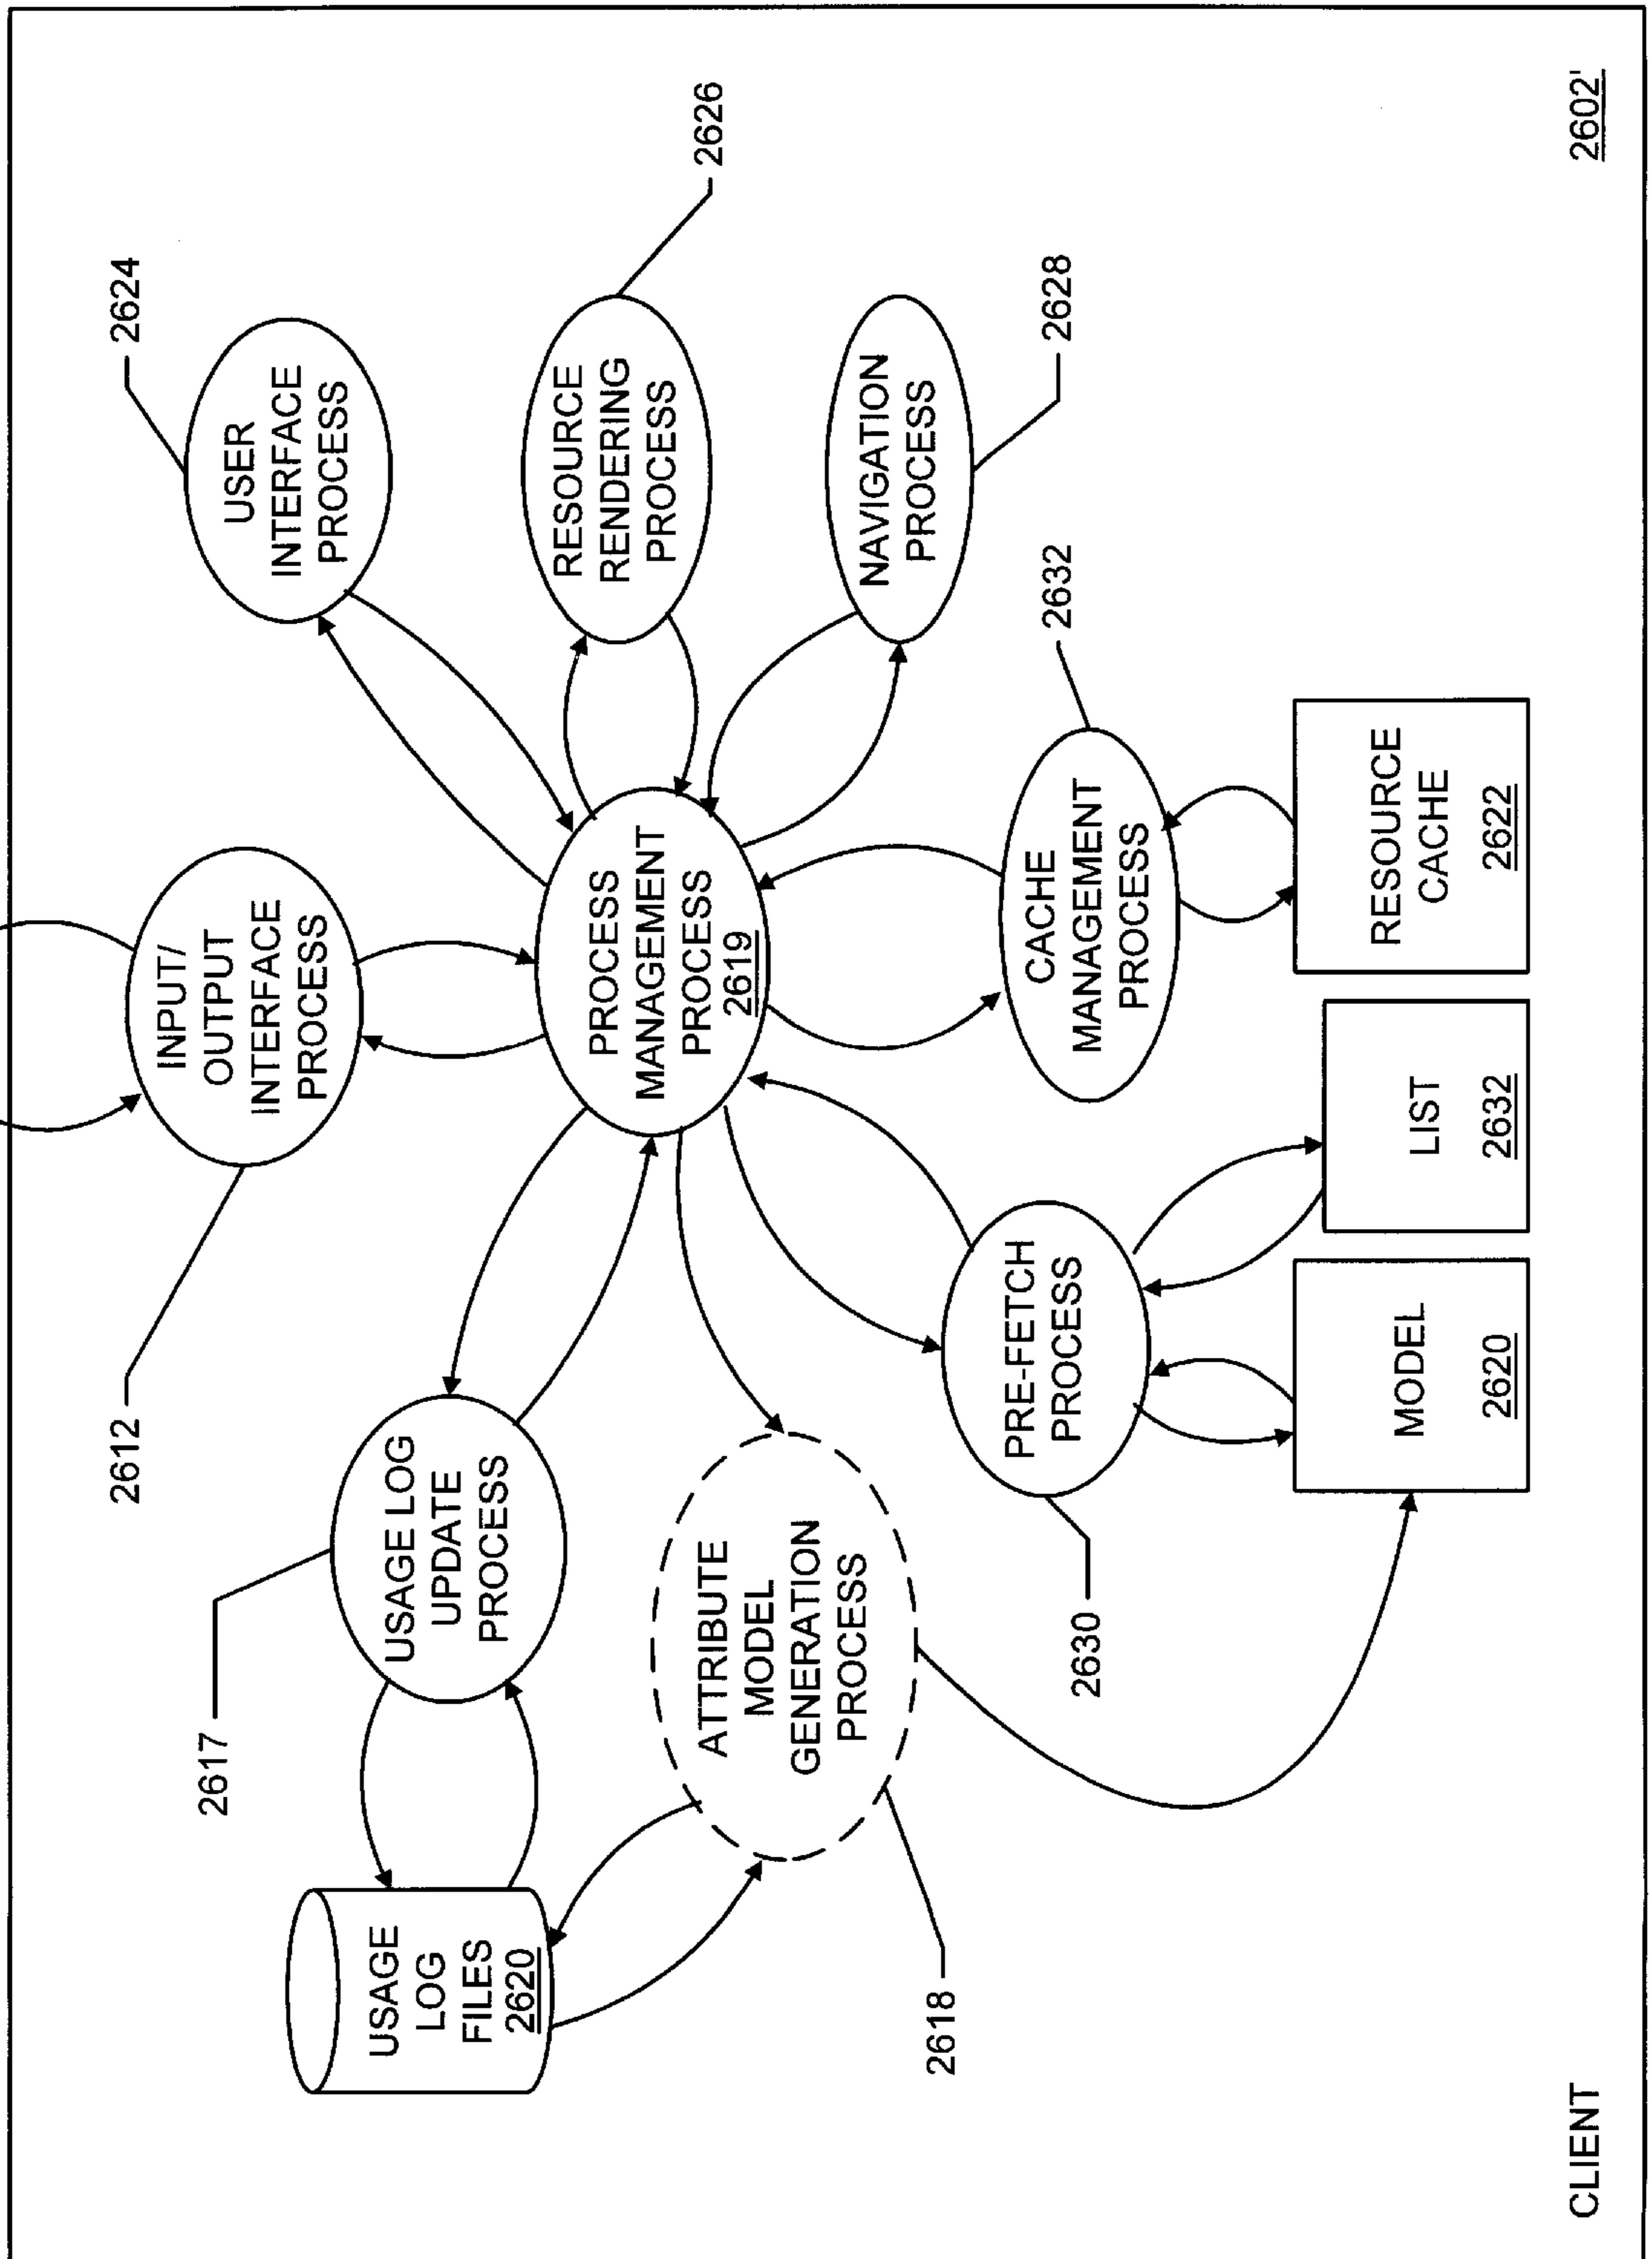 CLIENT
2602'
INPUT/
OUTPUT
INTERFACE
PROCESS
2612
USER
INTERFACE
PROCESS
2624
RESOURCE
RENDERING
PROCESS
2626
NAVIGATION
PROCESS
2628
PROCESS
MANAGEMENT
PROCESS
2619
USAGE LOG
UPDATE
PROCESS
2617
USAGE
LOG
FILES
2620
ATTRIBUTE
MODEL
GENERATION
PROCESS
2618
PRE-FETCH
PROCESS
2630
CACHE
MANAGEMENT
PROCESS
2632
MODEL
2620
LIST
2632
RESOURCE
CACHE
2622